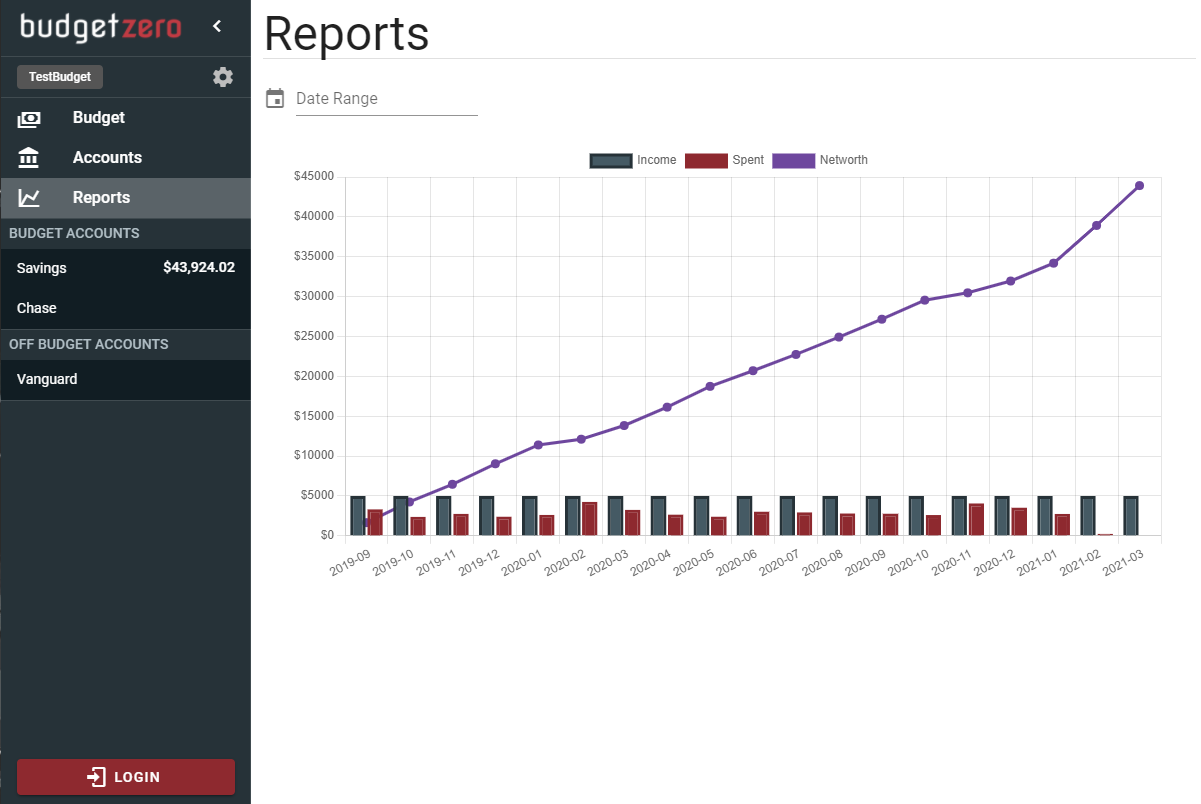 budgetzero
TestBudget
Budget
Accounts
Reports
BUDGET ACCOUNTS
Savings $43,924.02
Chase
OFF BUDGET ACCOUNTS
Vanguard
LOGIN
Reports
Date Range
Income Spent Networth
$45000
$40000
$35000
$30000
$25000
$20000
$15000
$10000
$5000
$0
2019-09 2019-10 2019-11 2019-12 2020-01 2020-02 2020-03 2020-04 2020-05 2020-06 2020-07 2020-08 2020-09 2020-10 2020-11 2020-12 2021-01 2021-02 2021-03